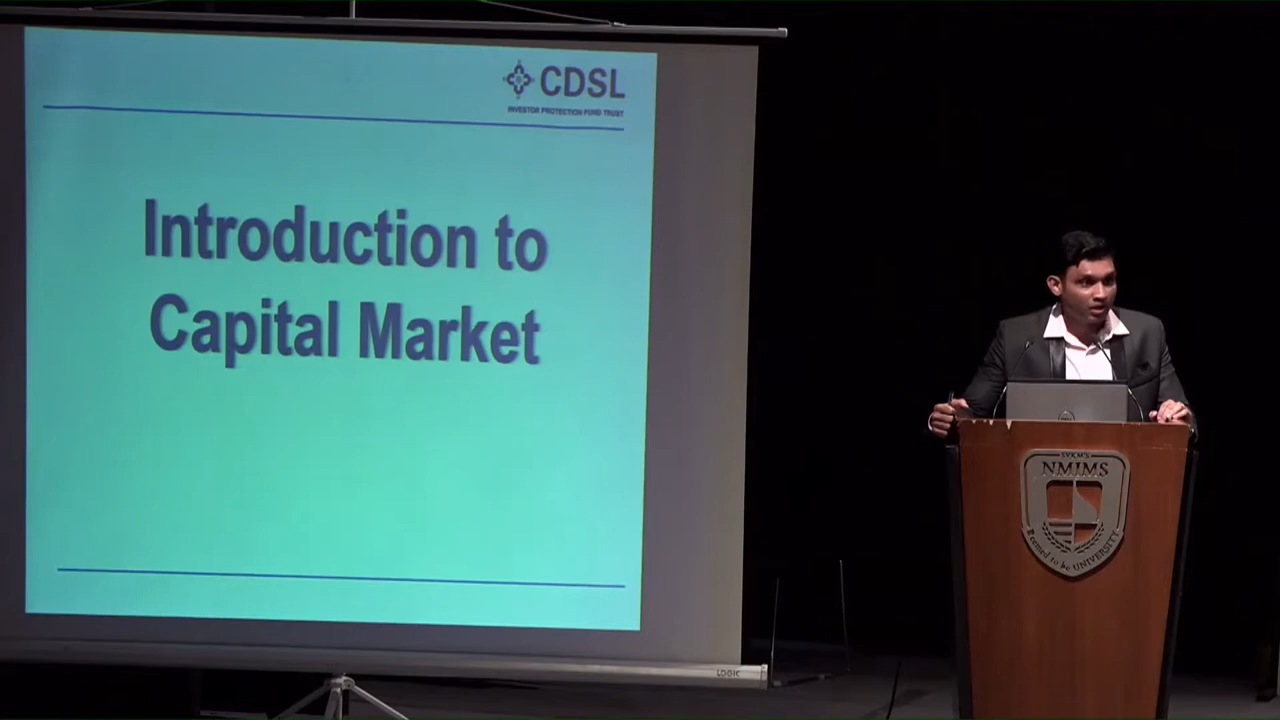 CDSL
INVESTOR PROTECTION FUND TRUST
Introduction to
Capital Market
LOGIC
SVKM'S
NMIMS
Deemed to be UNIVERSITY